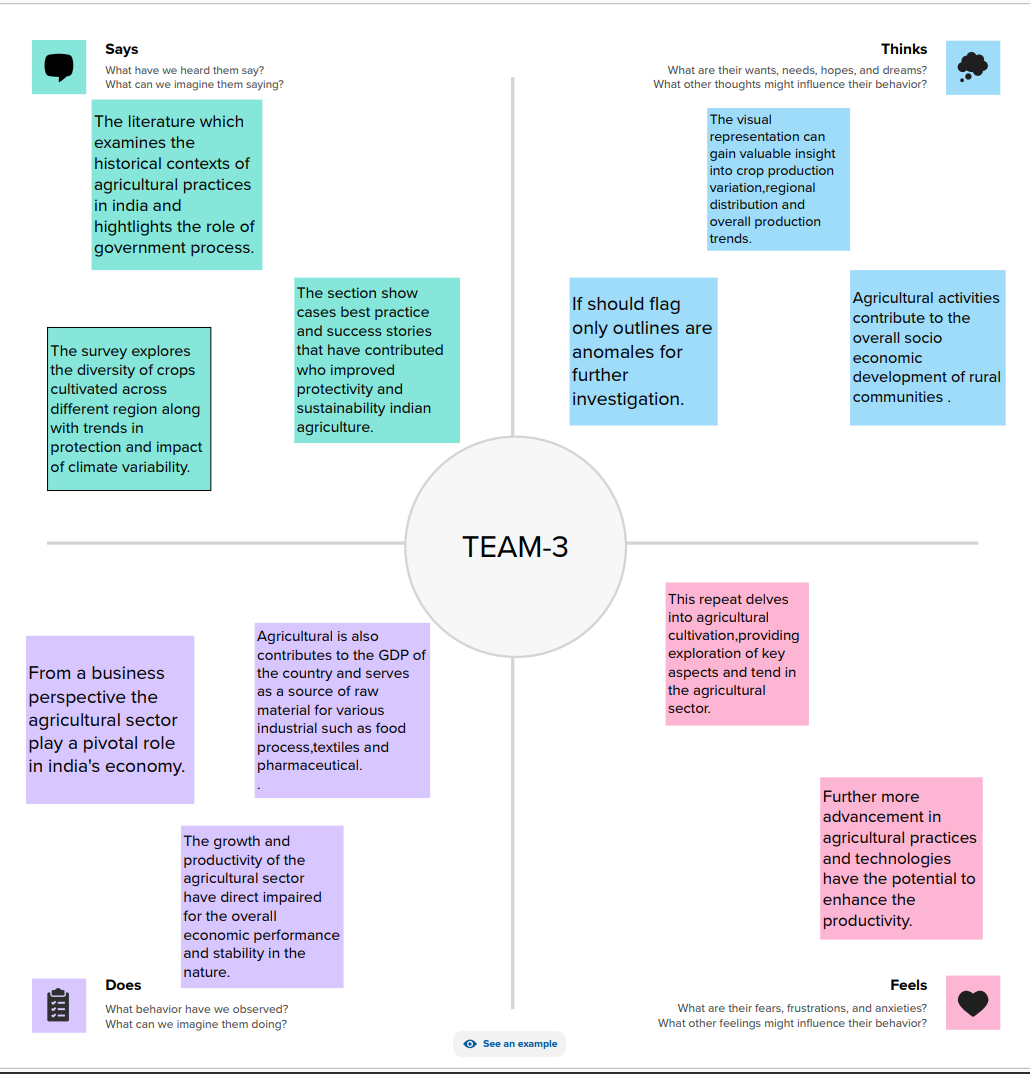 Says
What have we heard them say?
What can we imagine them saying?
The literature which
examines the
historical contexts of
agricultural practices
in india and
hightlights the role of
government process.
The section show
cases best practice
and success stories
that have contributed
who improved
protectivity and
sustainability indian
agriculture.
The survey explores
the diversity of crops
cultivated across
different region along
with trends in
protection and impact
of climate variability.
Thinks
What are their wants, needs, hopes, and dreams?
What other thoughts might influence their behavior?
The visual
representation can
gain valuable insight
into crop production
variation,regional
distribution and
overall production
trends.
If should flag
only outlines are
anomales for
further
investigation.
Agricultural activities
contribute to the
overall socio
economic
development of rural
communities .
TEAM-3
From a business
perspective the
agricultural sector
play a pivotal role
in india's economy.
Agricultural is also
contributes to the GDP of
the country and serves
as a source of raw
material for various
industrial such as food
process,textiles and
pharmaceutical.
.
The growth and
productivity of the
agricultural sector
have direct impaired
for the overall
economic performance
and stability in the
nature.
Does
What behavior have we observed?
What can we imagine them doing?
This repeat delves
into agricultural
cultivation,providing
exploration of key
aspects and tend in
the agricultural
sector.
Further more
advancement in
agricultural practices
and technologies
have the potential to
enhance the
productivity.
Feels
What are their fears, frustrations, and anxieties?
What other feelings might influence their behavior?
See an example